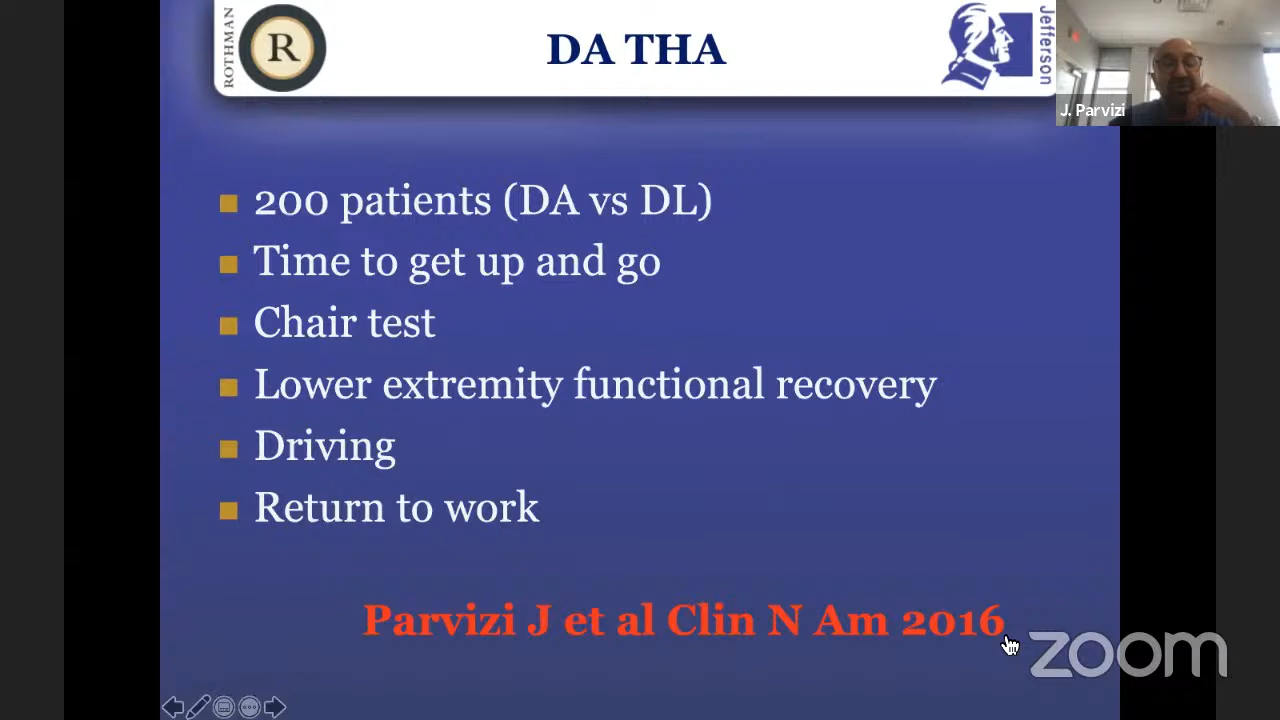 ROTHMAN
R
DA THA
Jefferson
J. Parvizi
200 patients (DA vs DL)
Time to get up and go
Chair test
Lower extremity functional recovery
Driving
Return to work
Parvizi J et al Clin N Am 2016
zoom